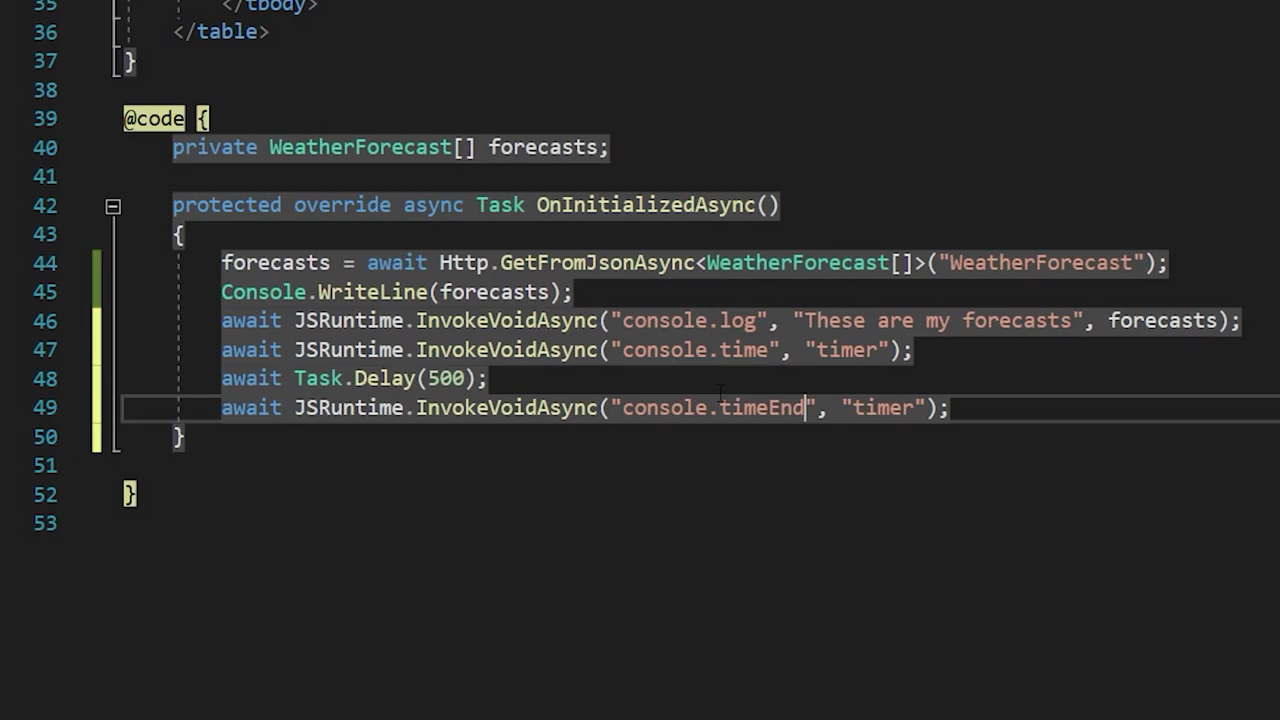 35 </tbody>
36 </table>
37 }
38
39 @code {
40 private WeatherForecast[] forecasts;
41
42 protected override async Task OnInitializedAsync()
43 {
44 forecasts = await Http.GetFromJsonAsync<WeatherForecast[]>("WeatherForecast");
45 Console.WriteLine(forecasts);
46 await JSRuntime.InvokeVoidAsync("console.log", "These are my forecasts", forecasts);
47 await JSRuntime.InvokeVoidAsync("console.time", "timer");
48 await Task.Delay(500);
49 await JSRuntime.InvokeVoidAsync("console.timeEnd", "timer");
50 }
51
52 }
53